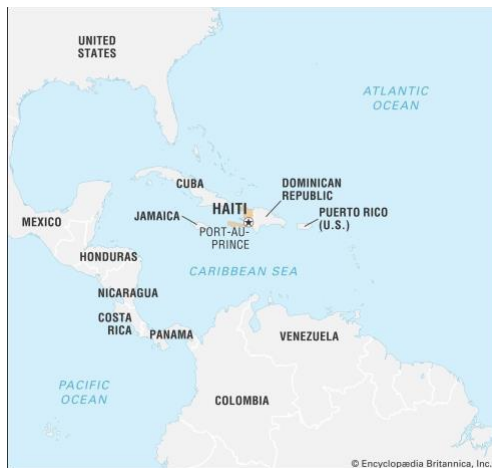 UNITED
STATES
ATLANTIC
OCEAN
CUBA
DOMINICAN
REPUBLIC
HAITI
JAMAICA
PUERTO RICO
(U.S.)
MEXICO
PORT-AU-
PRINCE
HONDURAS
CARIBBEAN SEA
NICARAGUA
COSTA
RICA
PANAMA
VENEZUELA
PACIFIC
OCEAN
COLOMBIA
© Encyclopædia Britannica, Inc.